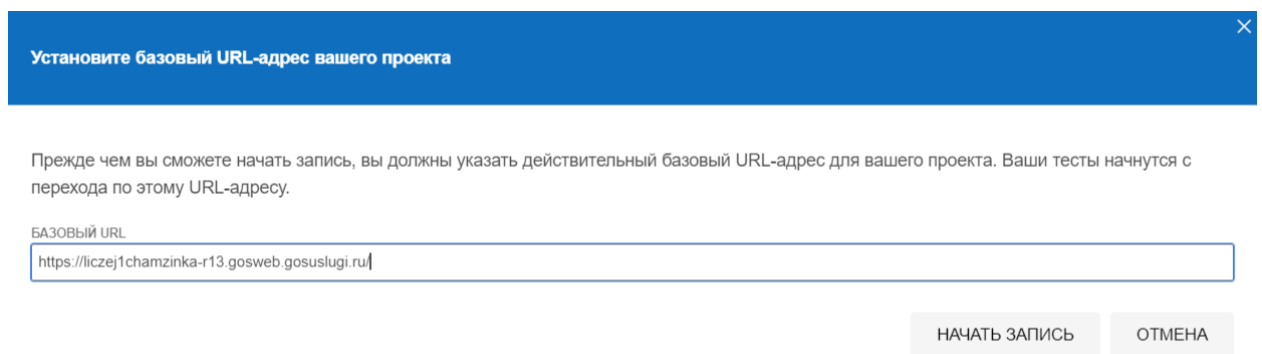 Установите базовый URL-адрес вашего проекта
Прежде чем вы сможете начать запись, вы должны указать действительный базовый URL-адрес для вашего проекта. Ваши тесты начнутся с
перехода по этому URL-адресу.
БАЗОВЫЙ URL
https://liczej1chamzinka-r13.gosweb.gosuslugi.ru/
НАЧАТЬ ЗАПИСЬ ОТМЕНА